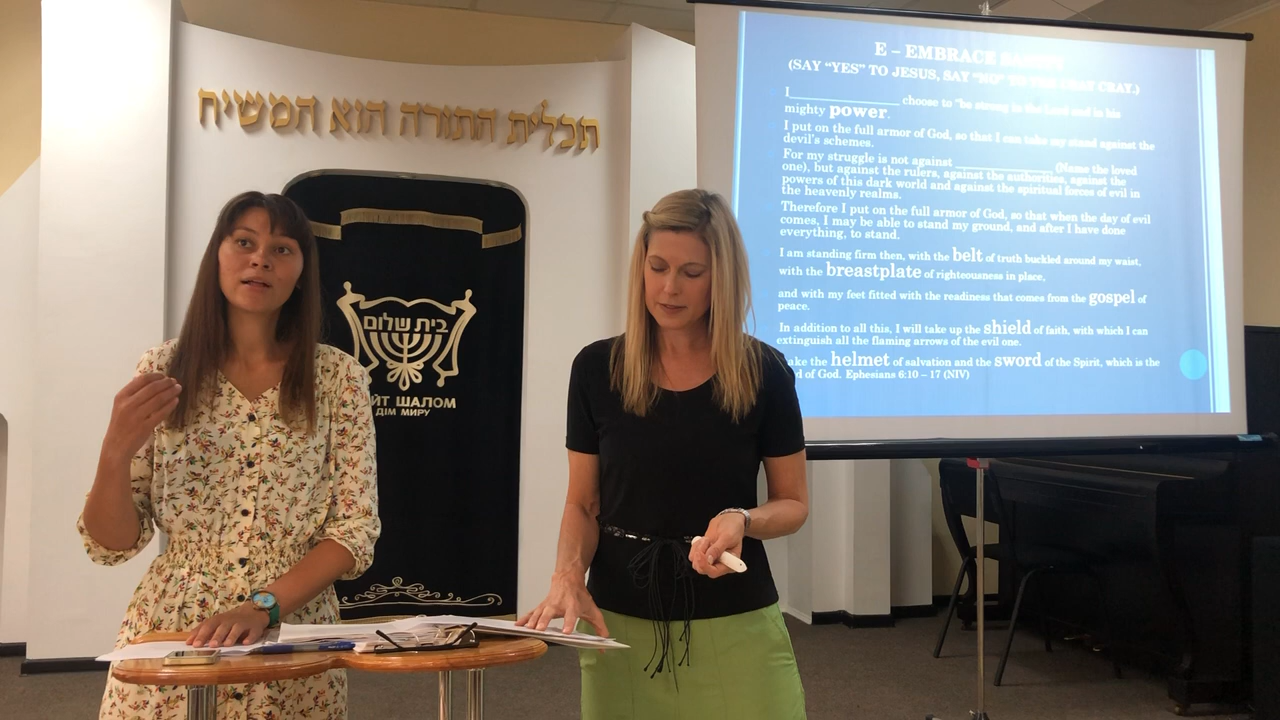 תכלית התורה הוא המשיח
בית שלום
ЙТ ШАЛОМ
ДІМ МИРУ
E – EMBRACE
(SAY “YES” TO JESUS, SAY “NO” TO THE CRAY CRAY.)
I______________ choose to “be strong in the Lord and in his
mighty power.
I put on the full armor of God, so that I can take my stand against the
devil’s schemes.
For my struggle is not against ______________ (Name the loved
one), but against the rulers, against the authorities, against the
powers of this dark world and against the spiritual forces of evil in
the heavenly realms.
Therefore I put on the full armor of God, so that when the day of evil
comes, I may be able to stand my ground, and after I have done
everything, to stand.
I am standing firm then, with the belt of truth buckled around my waist,
with the breastplate of righteousness in place,
and with my feet fitted with the readiness that comes from the gospel of
peace.
In addition to all this, I will take up the shield of faith, with which I can
extinguish all the flaming arrows of the evil one.
ake the helmet of salvation and the sword of the Spirit, which is the
d of God. Ephesians 6:10 – 17 (NIV)